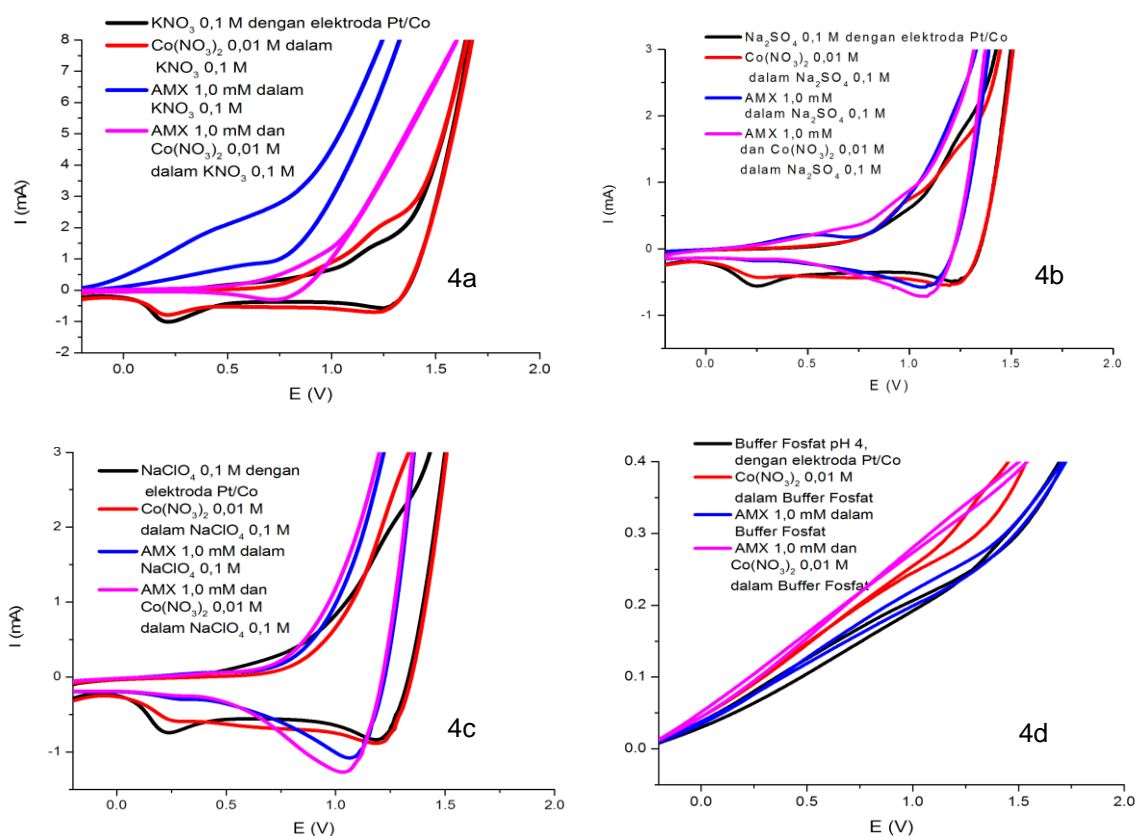 KNO₃ 0,1 M dengan elektroda Pt/Co
Co(NO₃)₂ 0,01 M dalam
KNO₃ 0,1 M
AMX 1,0 mM dalam
KNO₃ 0,1 M
AMX 1,0 mM dan
Co(NO₃)₂ 0,01 M
dalam KNO₃ 0,1 M
8
7
6
5
4
3
2
1
0
-1
-2
I (mA)
0.0 0.5 1.0 1.5 2.0
E (V)
4a
Na₂SO₄ 0,1 M dengan elektroda Pt/Co
Co(NO₃)₂ 0,01 M
dalam Na₂SO₄ 0,1 M
AMX 1,0 mM
dalam Na₂SO₄ 0,1 M
AMX 1,0 mM
dan Co(NO₃)₂ 0,01 M
dalam Na₂SO₄ 0,1 M
3
2
1
0
-1
I (mA)
0.0 0.5 1.0 1.5 2.0
E (V)
4b
NaClO₄ 0,1 M dengan
elektroda Pt/Co
Co(NO₃)₂ 0,01 M
dalam NaClO₄ 0,1 M
AMX 1,0 mM dalam
NaClO₄ 0,1 M
AMX 1,0 mM dan
Co(NO₃)₂ 0,01 M
dalam NaClO₄ 0,1 M
3
2
1
0
-1
I (mA)
0.0 0.5 1.0 1.5 2.0
E (V)
4c
Buffer Fosfat pH 4,
dengan elektroda Pt/Co
Co(NO₃)₂ 0,01 M
dalam Buffer Fosfat
AMX 1,0 mM dalam
Buffer Fosfat
AMX 1,0 mM dan
Co(NO₃)₂ 0,01 M
dalam Buffer Fosfat
0.4
0.3
0.2
0.1
0.0
I (mA)
0.0 0.5 1.0 1.5 2.0
E (V)
4d